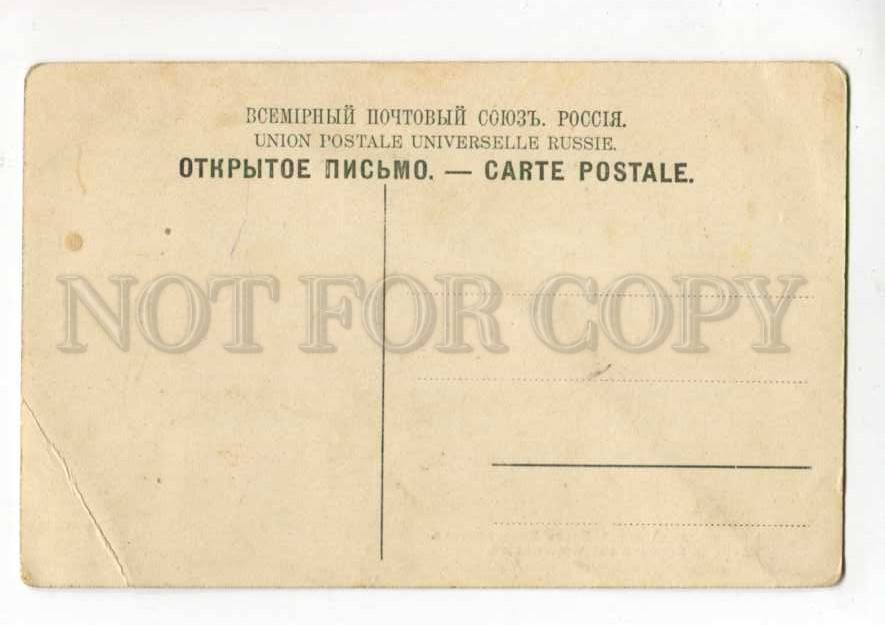 ВСЕМІРНЫЙ ПОЧТОВЫЙ СОЮЗЪ. РОССІЯ.
UNION POSTALE UNIVERSELLE RUSSIE.
ОТКРЫТОЕ ПИСЬМО. — CARTE POSTALE.
NOT FOR COPY